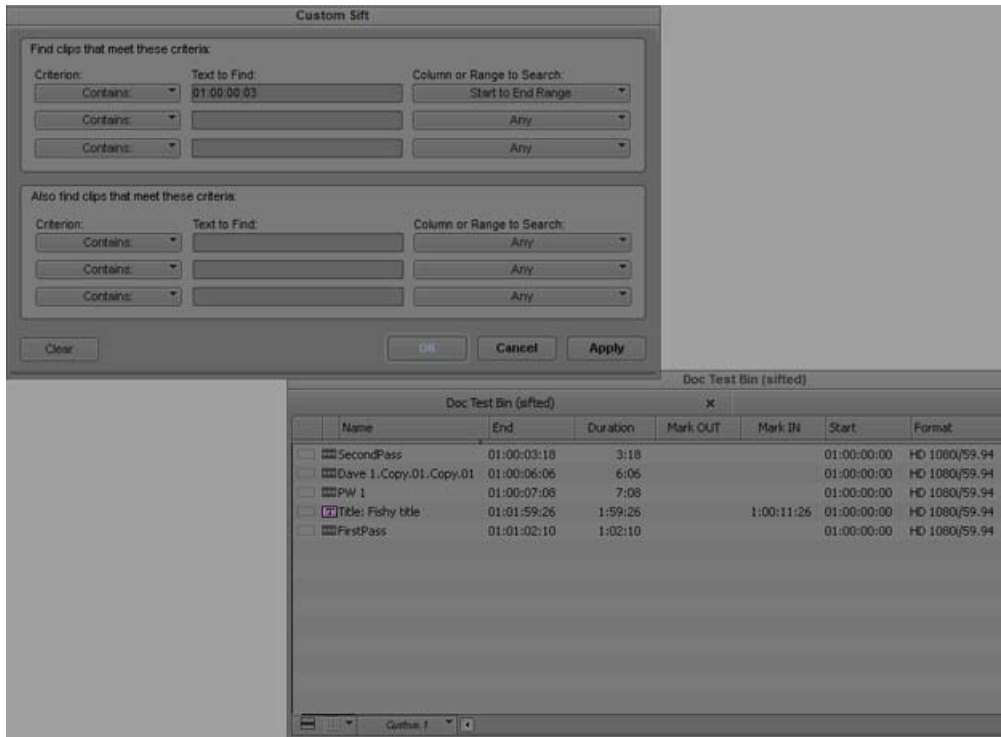 Custom Sift
Find clips that meet these criteria:
Criterion: Text to Find: Column or Range to Search:
Contains: 01:00:00:03 Start to End Range
Contains: Any
Contains: Any
Also find clips that meet these criteria:
Criterion: Text to Find: Column or Range to Search:
Contains: Any
Contains: Any
Contains: Any
Clear OK Cancel Apply
Doc Test Bin (sifted)
Doc Test Bin (sifted)
Name End Duration Mark OUT Mark IN Start Format
SecondPass 01:00:03:18 3:18 01:00:00:00 HD 1080i/59.94
Dave 1.Copy.01.Copy.01 01:00:06:06 6:06 01:00:00:00 HD 1080i/59.94
PW 1 01:00:07:08 7:08 01:00:00:00 HD 1080i/59.94
T Title: Fishy title 01:01:59:26 1:59:26 1:00:11:26 01:00:00:00 HD 1080i/59.94
FirstPass 01:01:02:10 1:02:10 01:00:00:00 HD 1080i/59.94
Custom.1